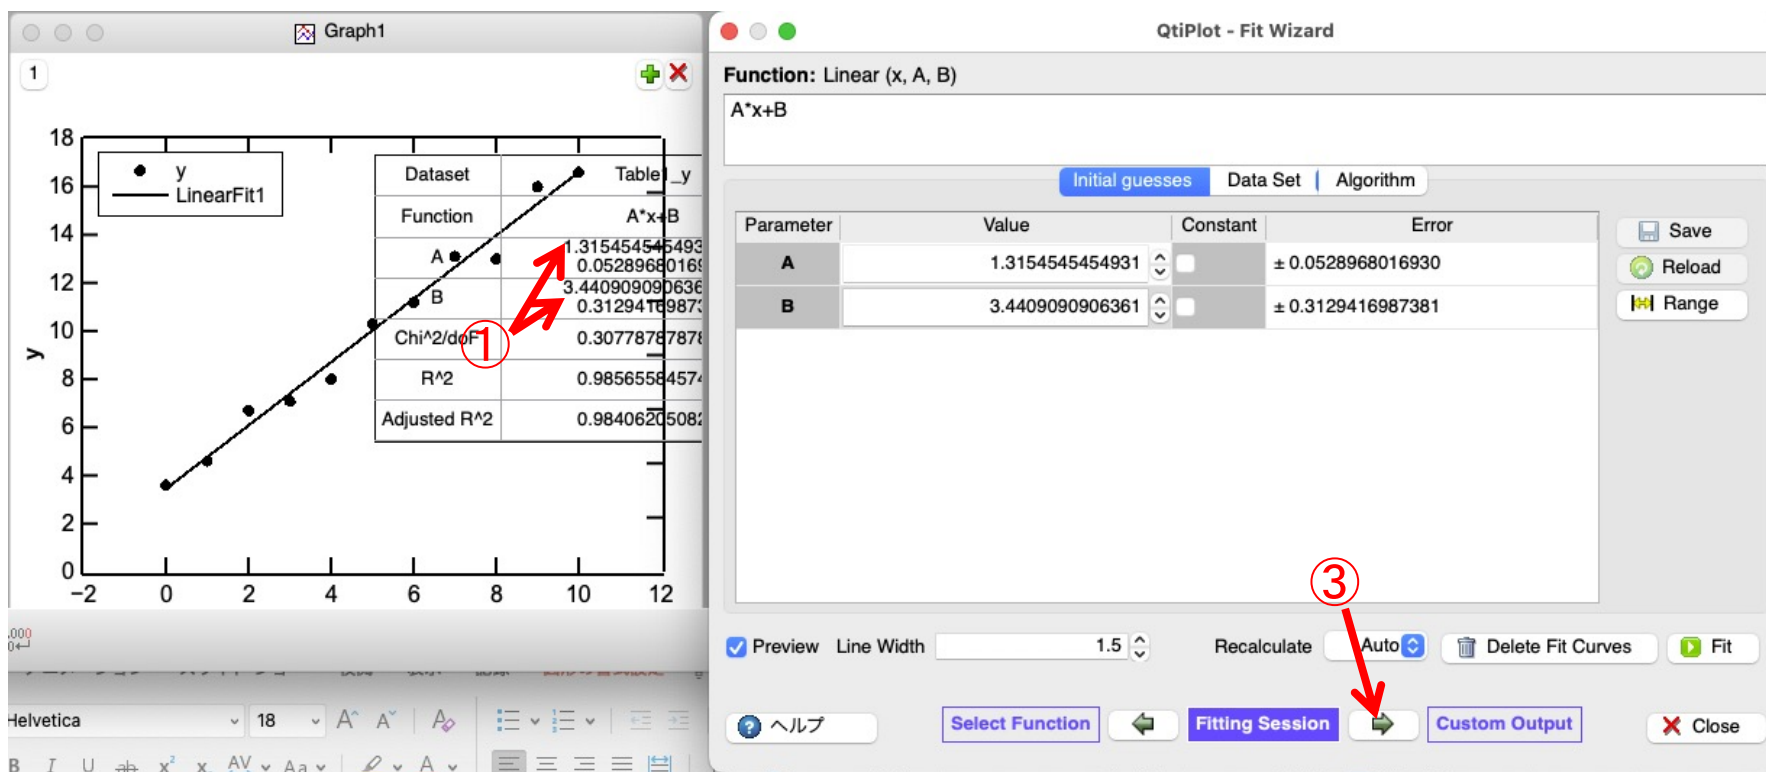 Graph1
1
y
LinearFit1
Dataset
Table1_y
Function
A*x+B
A
1.3154545454931
0.05289680169
B
3.4409090906361
0.3129416987
Chi^2/doF
0.3077878787
R^2
0.9856558457
Adjusted R^2
0.984062050
①
18
16
14
12
10
8
6
4
2
0
y
−2
0
2
4
6
8
10
12
Helvetica
18
QtiPlot - Fit Wizard
Function: Linear (x, A, B)
A*x+B
Initial guesses
Data Set
Algorithm
Parameter
Value
Constant
Error
A
1.3154545454931
± 0.0528968016930
B
3.4409090906361
± 0.3129416987381
Save
Reload
Range
③
Preview
Line Width
1.5
Recalculate
Auto
Delete Fit Curves
Fit
ヘルプ
Select Function
Fitting Session
Custom Output
Close